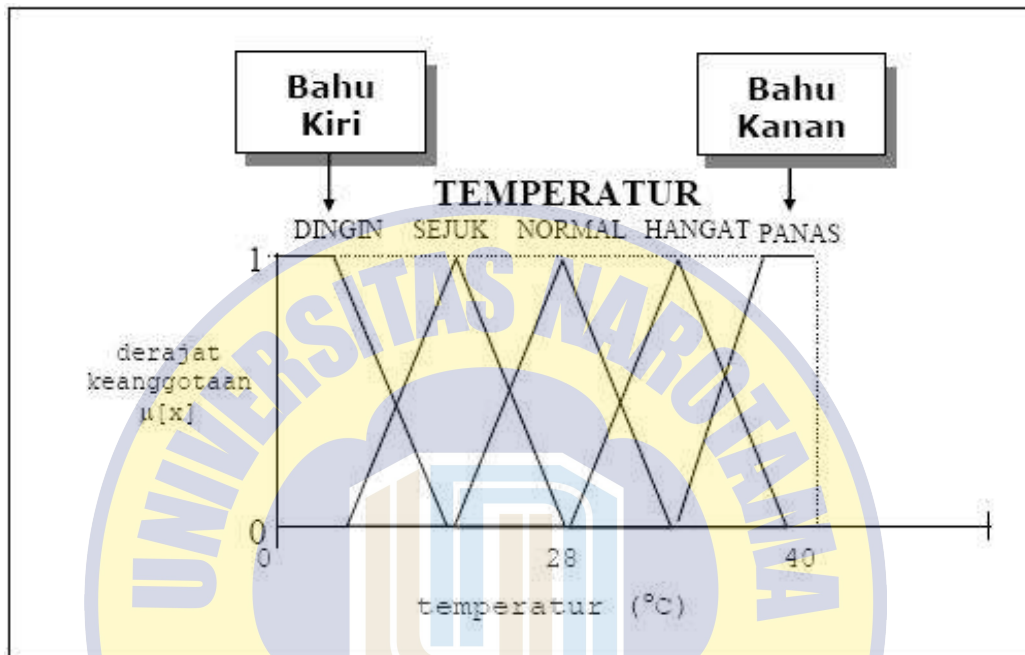 Bahu
Kiri
Bahu
Kanan
TEMPERATUR
DINGIN SEJUK NORMAL HANGAT PANAS
1
derajat
keanggotaan
μ[x]
0
0 28 40
temperatur (°C)
UNIVERSITAS NAROTAMA